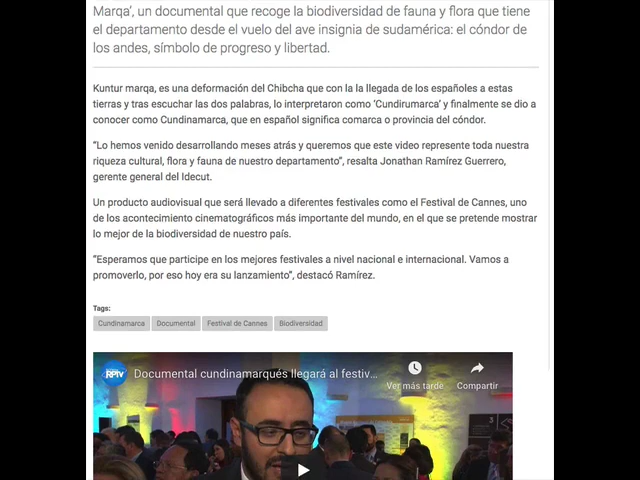 Marqa', un documental que recoge la biodiversidad de fauna y flora que tiene
el departamento desde el vuelo del ave insignia de sudamérica: el cóndor de
los andes, símbolo de progreso y libertad.
Kuntur marqa, es una deformación del Chibcha que con la la llegada de los españoles a estas
tierras y tras escuchar las dos palabras, lo interpretaron como ‘Cundirumarca’ y finalmente se dio a
conocer como Cundinamarca, que en español significa comarca o provincia del cóndor.
“Lo hemos venido desarrollando meses atrás y queremos que este video represente toda nuestra
riqueza cultural, flora y fauna de nuestro departamento”, resalta Jonathan Ramírez Guerrero,
gerente general del Idecut.
Un producto audiovisual que será llevado a diferentes festivales como el Festival de Cannes, uno
de los acontecimiento cinematográficos más importante del mundo, en el que se pretende mostrar
lo mejor de la biodiversidad de nuestro país.
“Esperamos que participe en los mejores festivales a nivel nacional e internacional. Vamos a
promoverlo, por eso hoy era su lanzamiento”, destacó Ramírez.
Tags:
Cundinamarca Documental Festival de Cannes Biodiversidad
RPTV Documental cundinamarqués llegará al festiv...
Ver más tarde Compartir